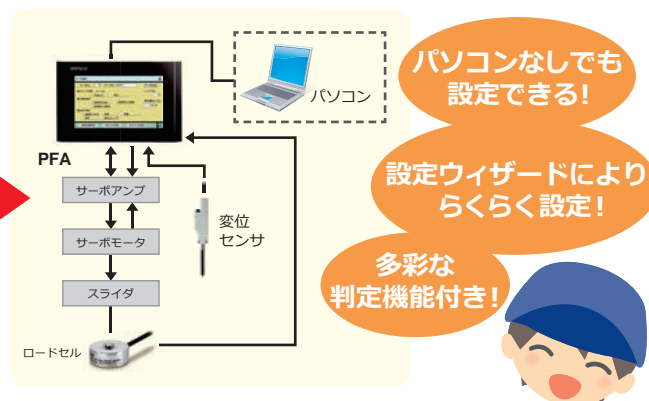 パソコン
PFA
サーボアンプ
サーボモータ
スライダ
ロードセル
変位
センサ
パソコンなしでも
設定できる!
設定ウィザードにより
らくらく設定!
多彩な
判定機能付き!